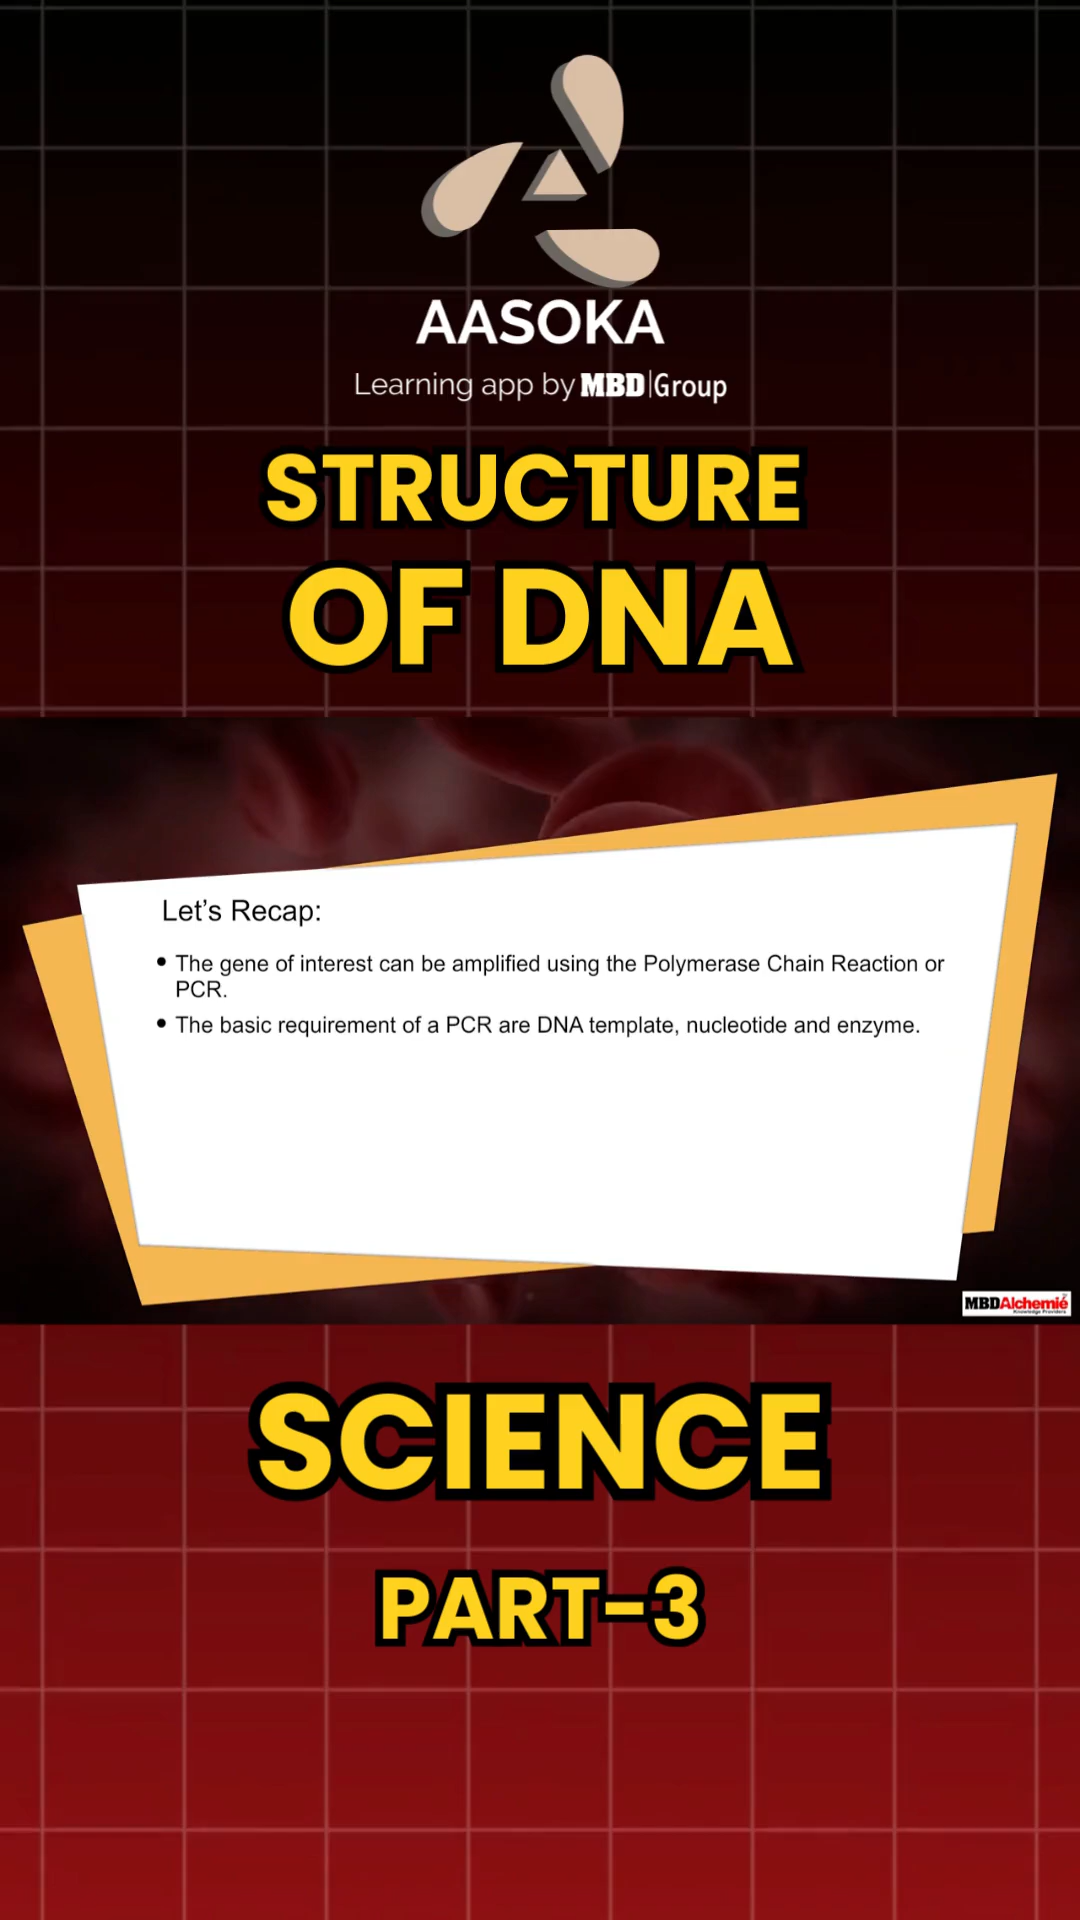 AASOKA
Learning app by MBD|Group
STRUCTURE
OF DNA
Let’s Recap:
• The gene of interest can be amplified using the Polymerase Chain Reaction or
PCR.
• The basic requirement of a PCR are DNA template, nucleotide and enzyme.
MBDAlchemie
Knowledge Providers
SCIENCE
PART-3